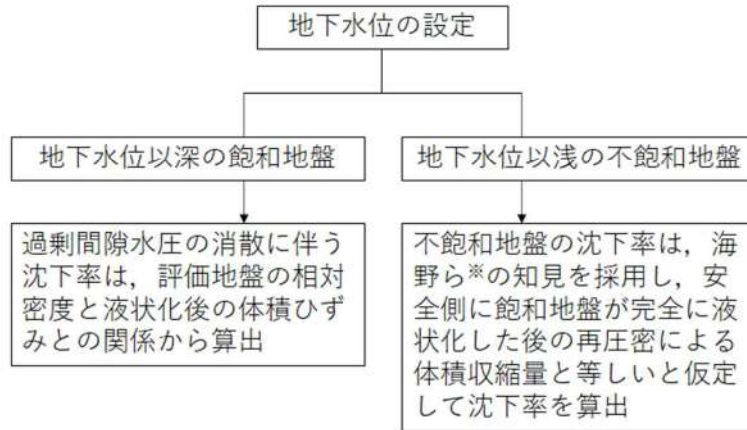 地下水位の設定
地下水位以深の飽和地盤
地下水位以浅の不飽和地盤
過剰間隙水圧の消散に伴う
沈下率は，評価地盤の相対
密度と液状化後の体積ひず
みとの関係から算出
不飽和地盤の沈下率は，海
野ら※の知見を採用し，安
全側に飽和地盤が完全に液
状化した後の再圧密による
体積収縮量と等しいと仮定
して沈下率を算出